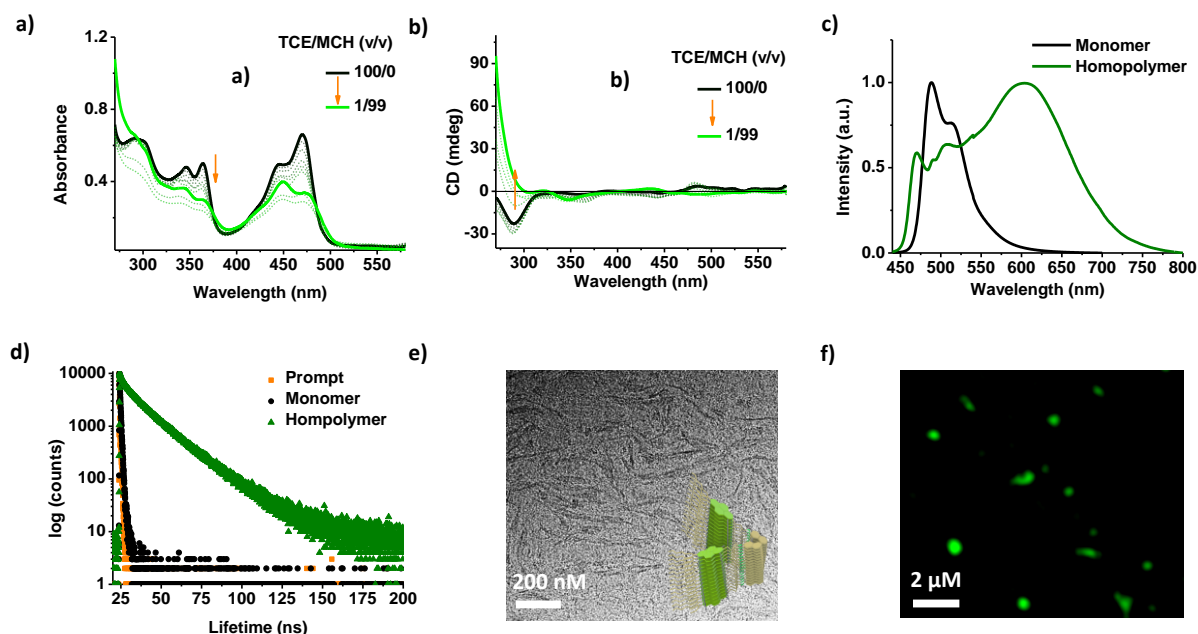 a)
1.2
0.8
0.4
Absorbance
TCE/MCH (v/v)
a)
100/0
1/99
300 350 400 450 500 550
Wavelength (nm)
b)
90
60
30
0
-30
CD (mdeg)
TCE/MCH (v/v)
b)
100/0
1/99
300 350 400 450 500 550
Wavelength (nm)
c)
Monomer
Homopolymer
1.0
0.5
0.0
Intensity (a.u.)
450 500 550 600 650 700 750 800
Wavelength (nm)
d)
10000
1000
100
10
1
log (counts)
Prompt
Monomer
Hompolymer
25 50 75 100 125 150 175 200
Lifetime (ns)
e)
200 nM
f)
2 µM